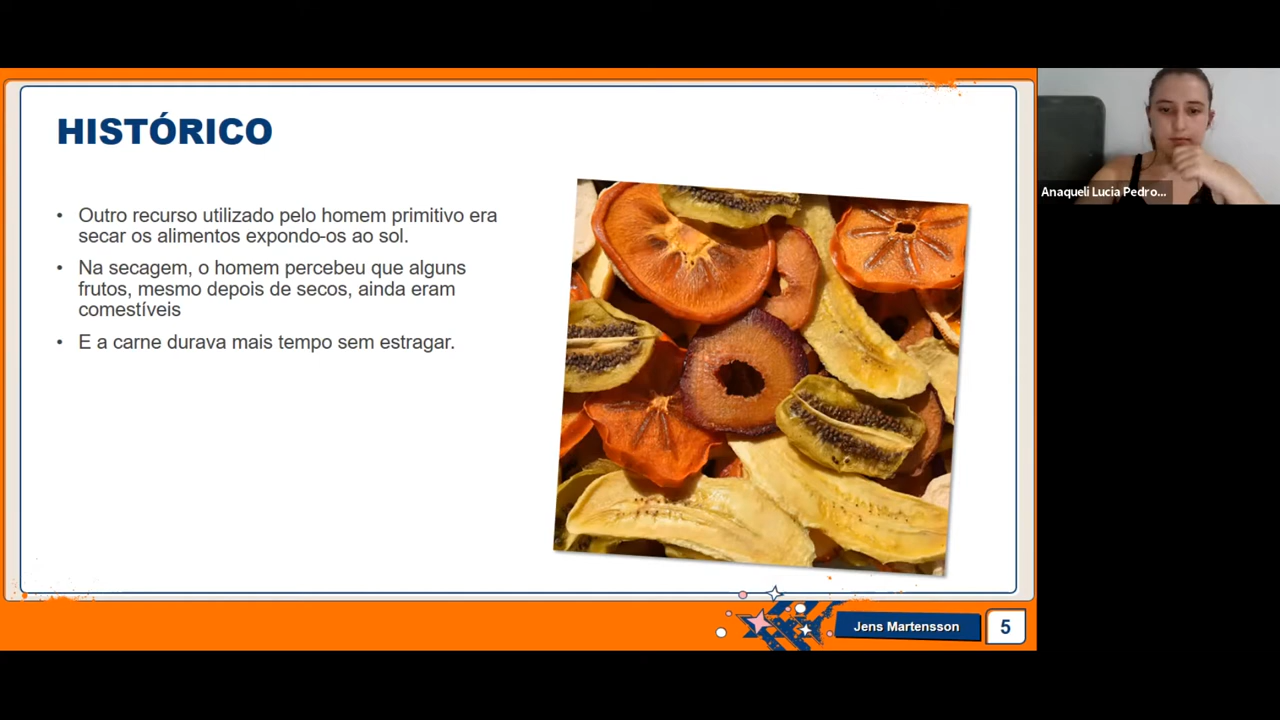 HISTÓRICO
• Outro recurso utilizado pelo homem primitivo era
secar os alimentos expondo-os ao sol.
• Na secagem, o homem percebeu que alguns
frutos, mesmo depois de secos, ainda eram
comestíveis
• E a carne durava mais tempo sem estragar.
Anaqueli Lucia Pedro...
Jens Martensson
5